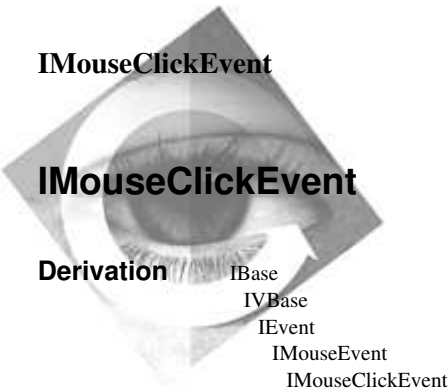 IMouseClickEvent
IMouseClickEvent
Derivation IBase
IVBase
IEvent
IMouseEvent
IMouseClickEvent